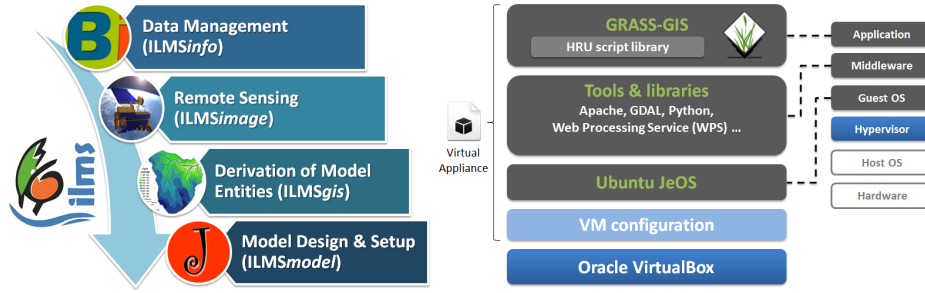 Data Management
(ILMSinfo)
Remote Sensing
(ILMSimage)
Derivation of Model
Entities (ILMSgis)
Model Design & Setup
(ILMSmodel)
ilms
Bi
J
Virtual
Appliance
GRASS-GIS
HRU script library
Tools & libraries
Apache, GDAL, Python,
Web Processing Service (WPS) ...
Ubuntu JeOS
VM configuration
Oracle VirtualBox
Application
Middleware
Guest OS
Hypervisor
Host OS
Hardware